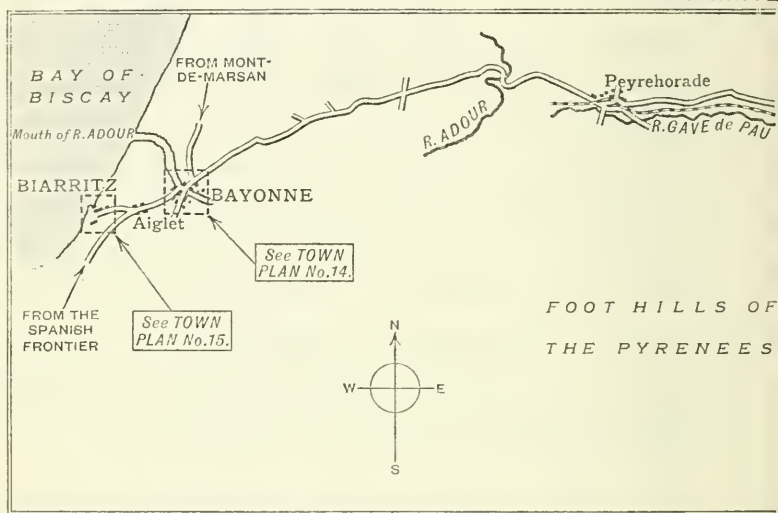 FROM MONT-
DE-MARSAN
BAY OF
BISCAY
Mouth of R. ADOUR
R. ADOUR
Peyrehorade
R. GAVE de PAU
BIARRITZ
BAYONNE
Aiglet
See TOWN
PLAN No. 14.
See TOWN
PLAN No. 15.
FROM THE
SPANISH
FRONTIER
FOOT HILLS OF
THE PYRENEES
N
W
E
S